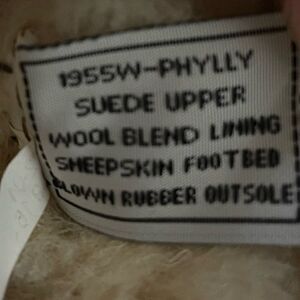 1955W-PHYLLY
SUEDE UPPER
WOOL BLEND LINING
SHEEPSKIN FOOTBED
BLOWN RUBBER OUTSOLE